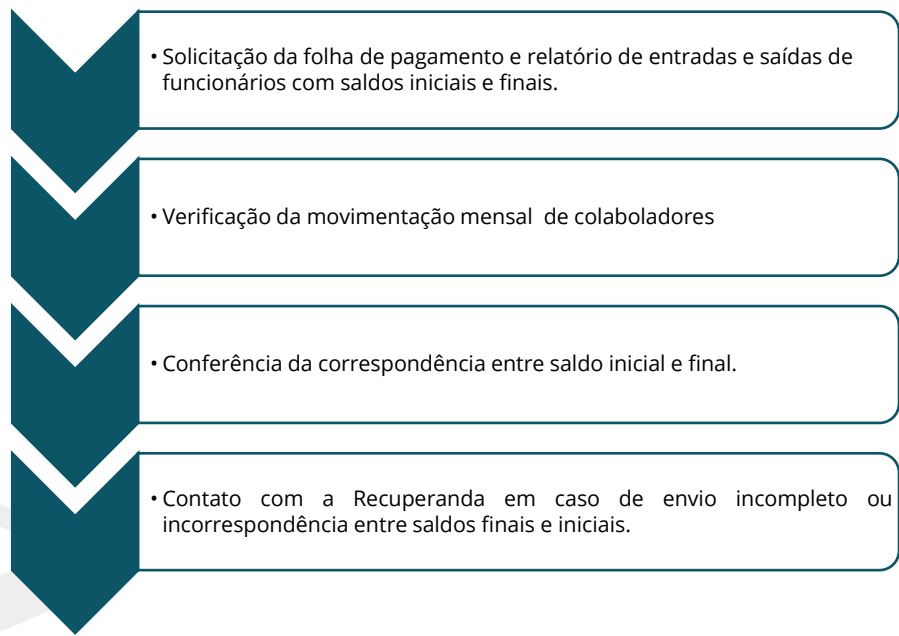 • Solicitação da folha de pagamento e relatório de entradas e saídas de
funcionários com saldos iniciais e finais.
• Verificação da movimentação mensal  de colaboladores
• Conferência da correspondência entre saldo inicial e final.
• Contato com a Recuperanda em caso de envio incompleto ou
incorrespondência entre saldos finais e iniciais.